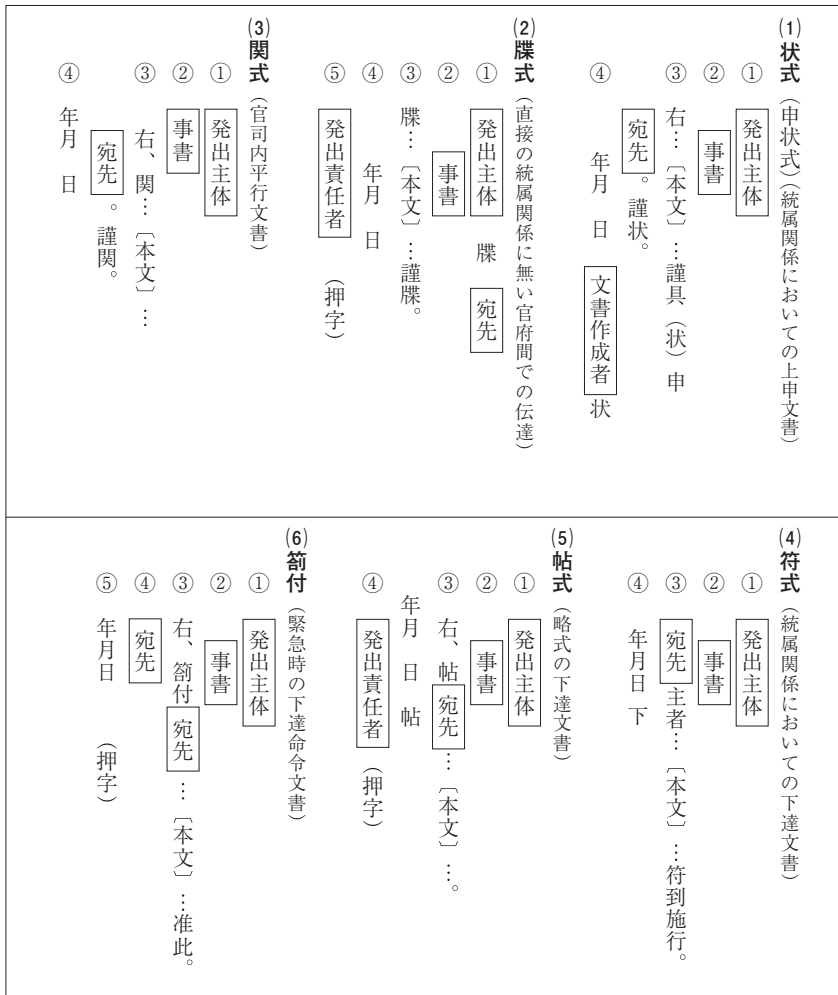 (1)状式（申状式）（統属関係においての上申文書）
① 発出主体
② 事書
③ 右…〔本文〕…謹具（状）申
宛先。謹状。
④ 年月 日 文書作成者 状
(2)牒式（直接の統属関係に無い官府間での伝達）
① 発出主体 牒 宛先
② 事書
③ 牒…〔本文〕…謹牒。
④ 年月 日
⑤ 発出責任者 （押字）
(3)関式（官司内平行文書）
① 発出主体
② 事書
③ 右、関…〔本文〕…
宛先。謹関。
④ 年月 日
(4)符式（統属関係においての下達文書）
① 発出主体
② 事書
③ 宛先主者…〔本文〕…符到施行。
④ 年月日 下
(5)帖式（略式の下達文書）
① 発出主体
② 事書
③ 右、帖宛先…〔本文〕…。
年月 日 帖
④ 発出責任者（押字）
(6)箚付（緊急時の下達命令文書）
① 発出主体
② 事書
③ 右、箚付宛先…〔本文〕…准此。
④ 宛先
⑤ 年月日 （押字）